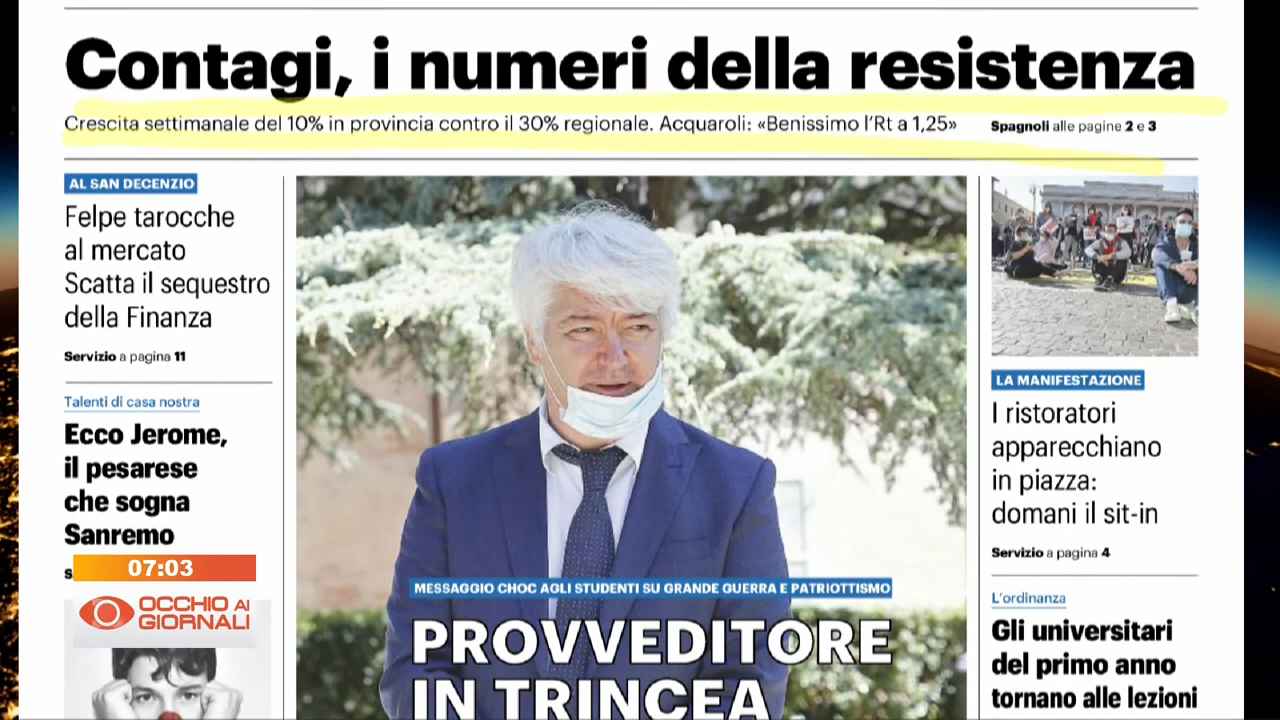 Contagi, i numeri della resistenza
Crescita settimanale del 10% in provincia contro il 30% regionale. Acquaroli: «Benissimo l'Rt a 1,25»
Spagnoli alle pagine 2 e 3
AL SAN DECENZIO
Felpe tarocche
al mercato
Scatta il sequestro
della Finanza
Servizio a pagina 11
Talenti di casa nostra
Ecco Jerome,
il pesarese
che sogna
Sanremo
07:03
OCCHIO AI
GIORNALI
MESSAGGIO CHOC AGLI STUDENTI SU GRANDE GUERRA E PATRIOTTISMO
PROVVEDITORE
IN TRINCEA
LA MANIFESTAZIONE
I ristoratori
apparecchiano
in piazza:
domani il sit-in
Servizio a pagina 4
L'ordinanza
Gli universitari
del primo anno
tornano alle lezioni